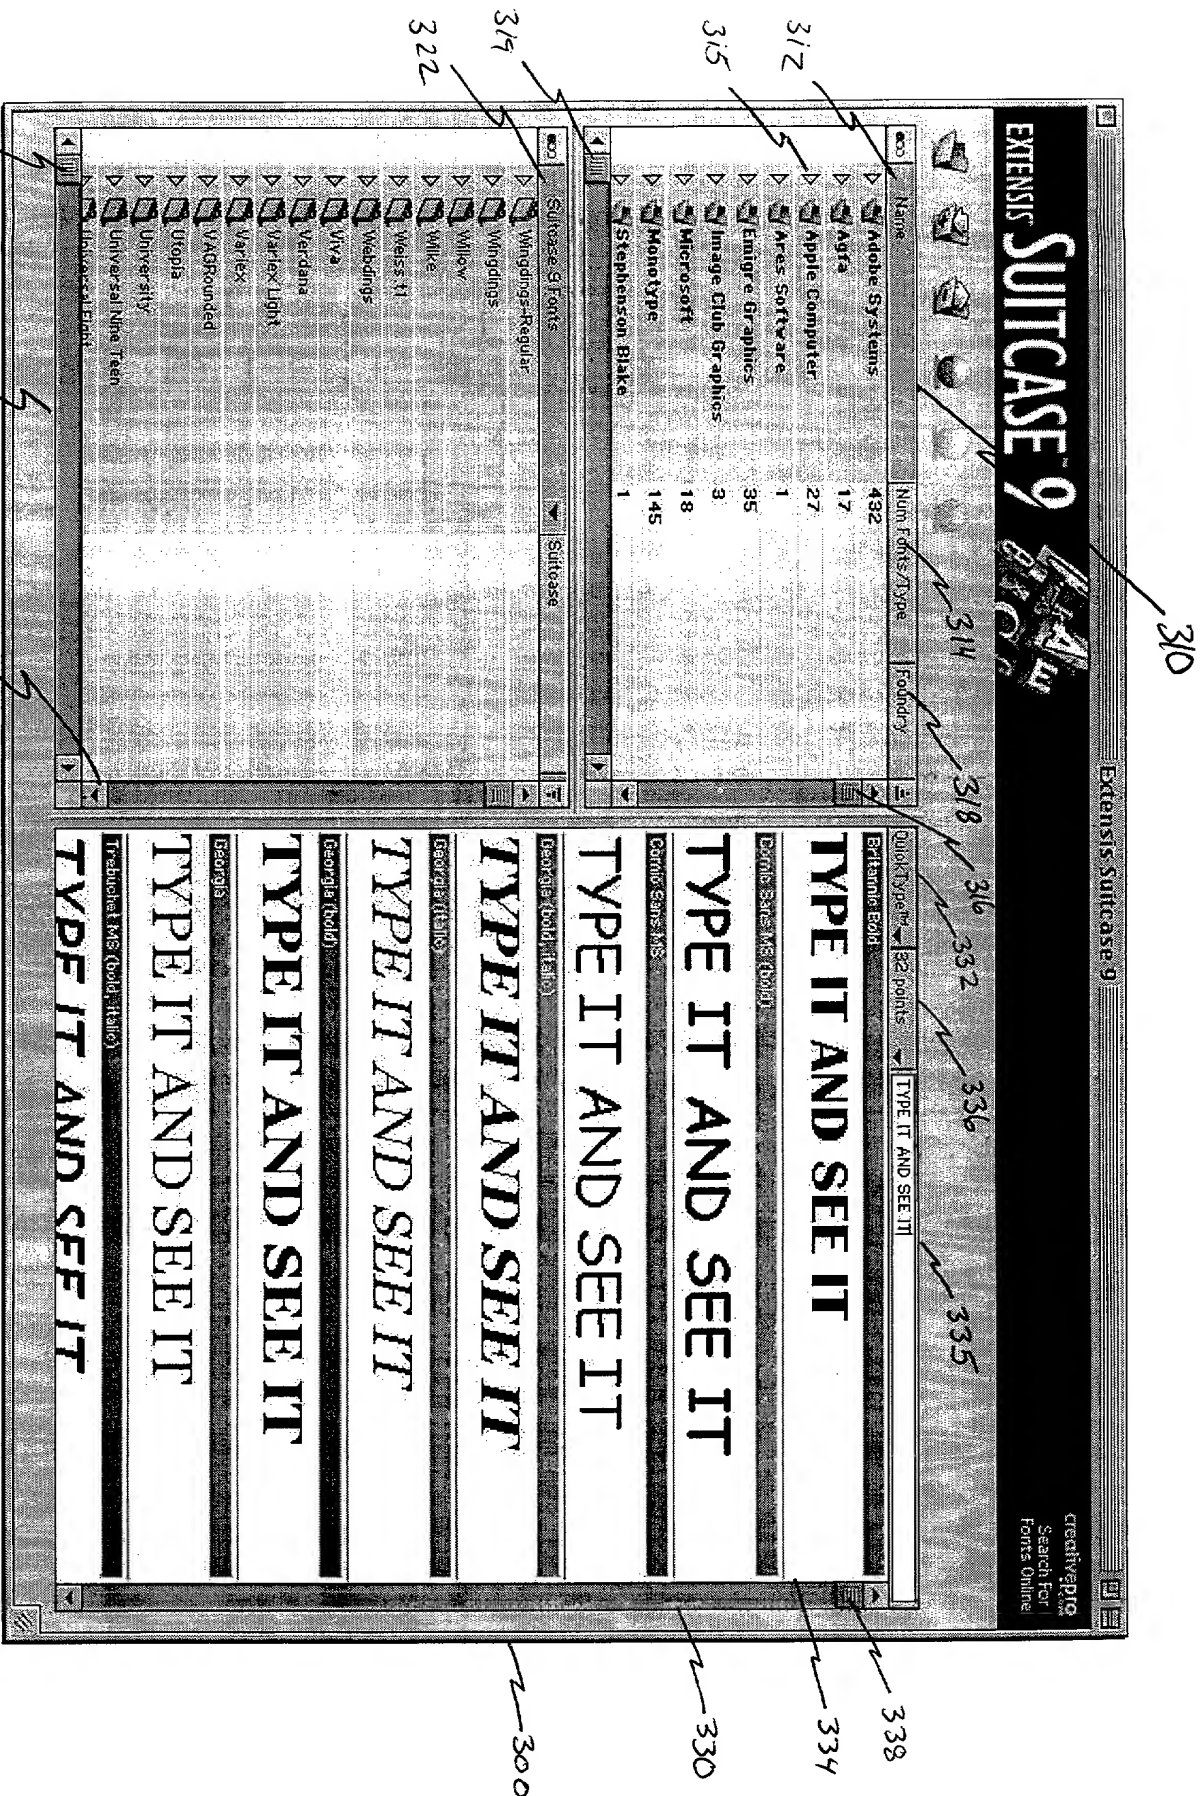 310
Extensis Suitcase 9
EXTENSIS SUITCASE™ 9
creativepro.com
Search For
Fonts Online
312
315
319
322
314
318
316
332
336
335
338
334
330
300
Name
Num Fonts/Type
Foundry
Adobe Systems 432
Agfa 17
Apple Computer 27
Ares Software 1
Emigre Graphics 35
Image Club Graphics 3
Microsoft 18
Monotype 145
Stephenson Blake 1
Suitcase 9 Fonts
Suitcase
Wingdings-Regular
Wingdings
Willow
Wilke
Weiss t1
Webdings
Viva
Verdana
Variex Light
Variex
VAGRounded
Utopia
University
Universal Nine Teen
Universal Eight
QuickType™
32 points
TYPE IT AND SEE IT
Britannic Bold
TYPE IT AND SEE IT
Comic Sans MS (bold)
TYPE IT AND SEE IT
Comic Sans MS
TYPE IT AND SEE IT
Georgia (bold, italic)
TYPE IT AND SEE IT
Georgia (italic)
TYPE IT AND SEE IT
Georgia (bold)
TYPE IT AND SEE IT
Georgia
TYPE IT AND SEE IT
Trebuchet MS (bold, italic)
TYPE IT AND SEE IT